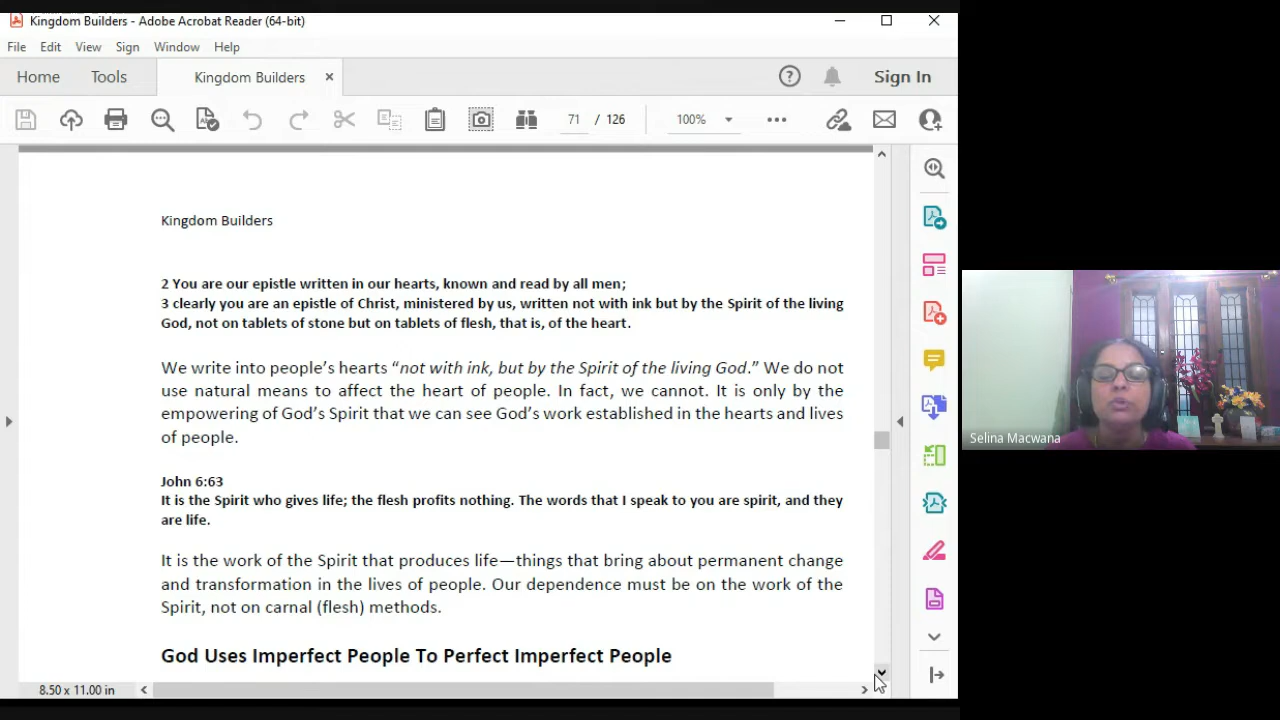 Kingdom Builders - Adobe Acrobat Reader (64-bit)
File Edit View Sign Window Help
Home Tools Kingdom Builders × Sign In
71 / 126 100%
Kingdom Builders
2 You are our epistle written in our hearts, known and read by all men;
3 clearly you are an epistle of Christ, ministered by us, written not with ink but by the Spirit of the living
God, not on tablets of stone but on tablets of flesh, that is, of the heart.
We write into people’s hearts “not with ink, but by the Spirit of the living God.” We do not
use natural means to affect the heart of people. In fact, we cannot. It is only by the
empowering of God’s Spirit that we can see God’s work established in the hearts and lives
of people.
John 6:63
It is the Spirit who gives life; the flesh profits nothing. The words that I speak to you are spirit, and they
are life.
It is the work of the Spirit that produces life—things that bring about permanent change
and transformation in the lives of people. Our dependence must be on the work of the
Spirit, not on carnal (flesh) methods.
God Uses Imperfect People To Perfect Imperfect People
8.50 x 11.00 in
Selina Macwana